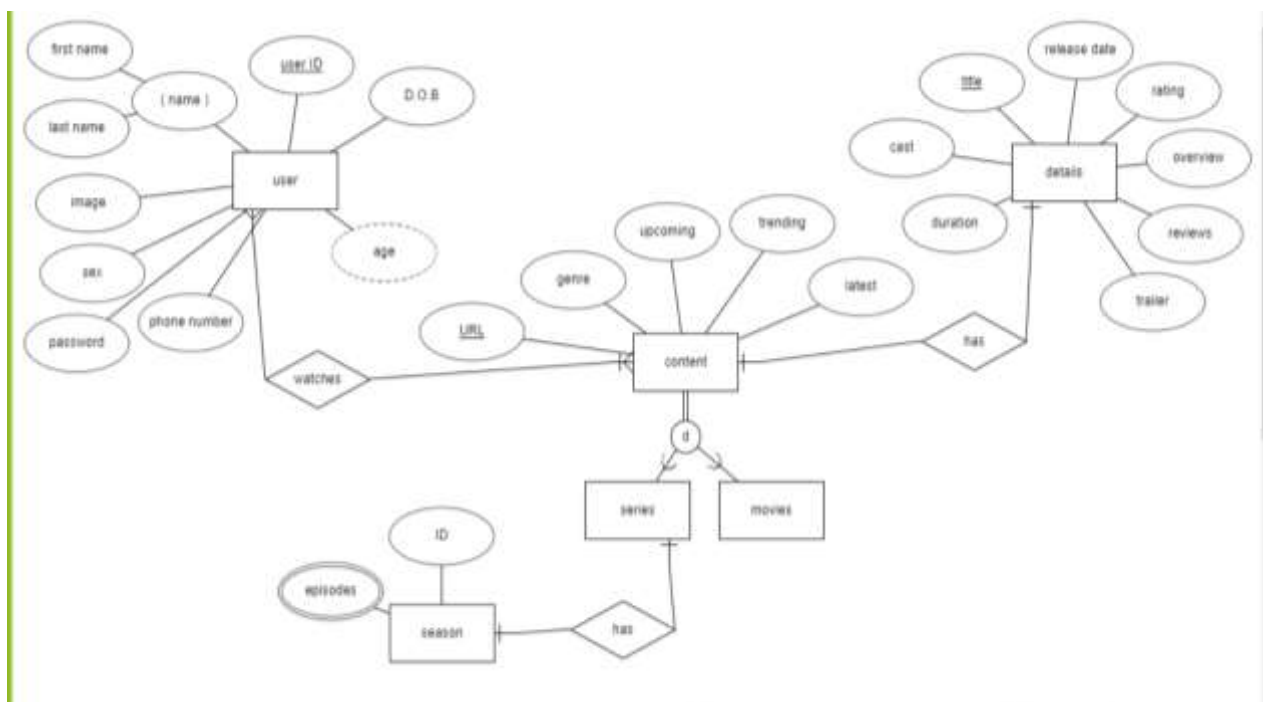 first name
user ID
D.O.B
( name )
last name
user
image
sex
age
password
phone number
watches
title
release date
rating
cast
details
overview
duration
reviews
trailer
upcoming
trending
genre
latest
URL
content
has
d
series
movies
ID
episodes
season
has